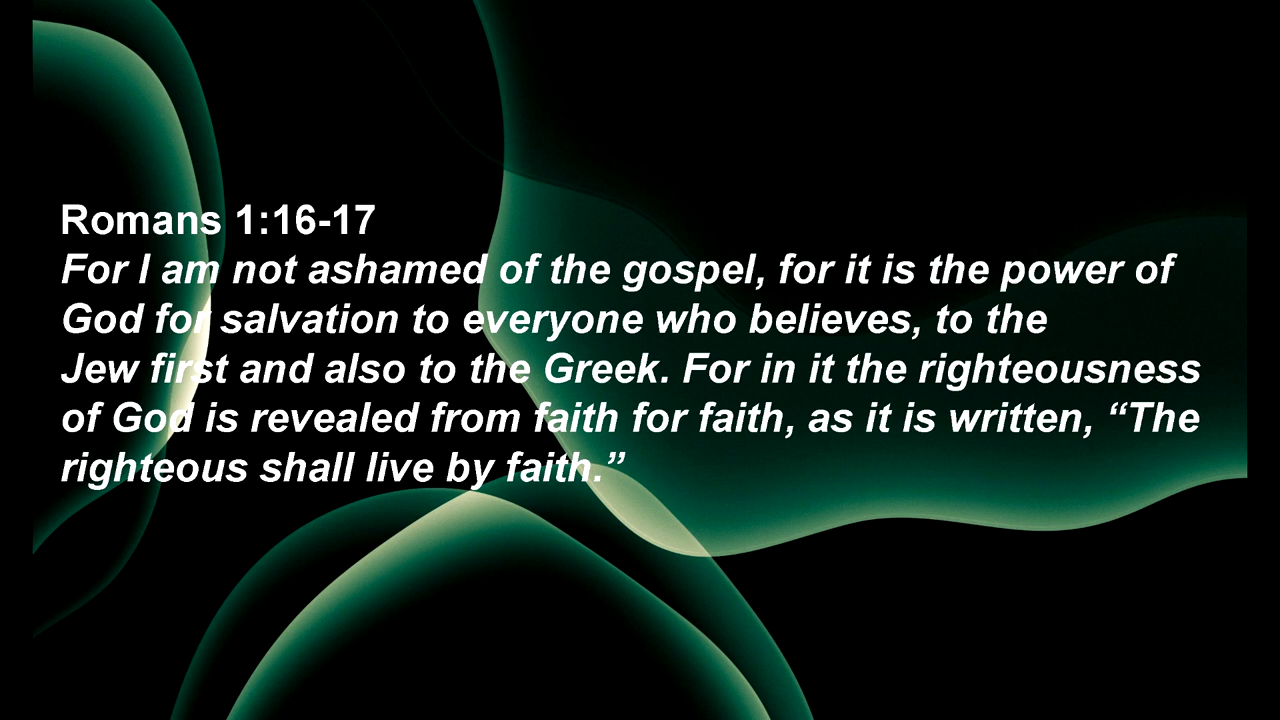 Romans 1:16-17
For I am not ashamed of the gospel, for it is the power of
God for salvation to everyone who believes, to the
Jew first and also to the Greek. For in it the righteousness
of God is revealed from faith for faith, as it is written, “The
righteous shall live by faith.”